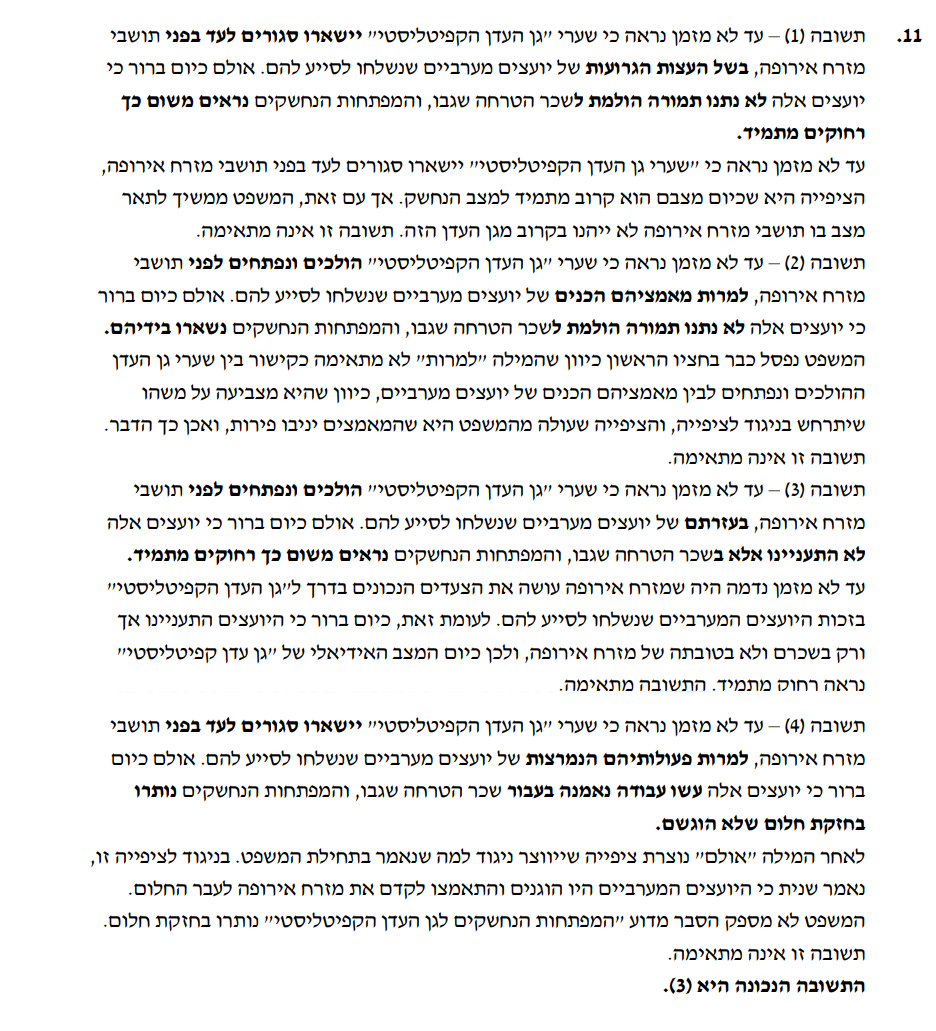 11. תשובה (1) – עד לא מזמן נראה כי שערי "גן העדן הקפיטליסטי" יישארו סגורים לעד בפני תושבי
מזרח אירופה, בשל העצות הגרועות של יועצים מערביים שנשלחו לסייע להם. אולם כיום ברור כי
יועצים אלה לא נתנו תמורה הולמת לשכר הטרחה שגבו, והמפתחות הנחשקים נראים משום כך
רחוקים מתמיד.
עד לא מזמן נראה כי "שערי גן העדן הקפיטליסטי" יישארו סגורים לעד בפני תושבי מזרח אירופה,
הציפייה היא שכיום מצבם הוא קרוב מתמיד למצב הנחשק. אך עם זאת, המשפט ממשיך לתאר
מצב בו תושבי מזרח אירופה לא ייהנו בקרוב מגן העדן הזה. תשובה זו אינה מתאימה.
תשובה (2) – עד לא מזמן נראה כי שערי "גן העדן הקפיטליסטי" הולכים ונפתחים לפני תושבי
מזרח אירופה, למרות מאמציהם הכנים של יועצים מערביים שנשלחו לסייע להם. אולם כיום ברור
כי יועצים אלה לא נתנו תמורה הולמת לשכר הטרחה שגבו, והמפתחות הנחשקים נשארו בידיהם.
המשפט נפסל כבר בחציו הראשון כיוון שהמילה "למרות" לא מתאימה כקישור בין שערי גן העדן
ההולכים ונפתחים לבין מאמציהם הכנים של יועצים מערביים, כיוון שהיא מצביעה על משהו
שיתרחש בניגוד לציפייה, והציפייה שעולה מהמשפט היא שהמאמצים יניבו פירות, ואכן כך הדבר.
תשובה זו אינה מתאימה.
תשובה (3) – עד לא מזמן נראה כי שערי "גן העדן הקפיטליסטי" הולכים ונפתחים לפני תושבי
מזרח אירופה, בעזרתם של יועצים מערביים שנשלחו לסייע להם. אולם כיום ברור כי יועצים אלה
לא התעניינו אלא בשכר הטרחה שגבו, והמפתחות הנחשקים נראים משום כך רחוקים מתמיד.
עד לא מזמן נדמה היה שמזרח אירופה עושה את הצעדים הנכונים בדרך ל"גן העדן הקפיטליסטי"
בזכות היועצים המערביים שנשלחו לסייע להם. לעומת זאת, כיום ברור כי היועצים התעניינו אך
ורק בשכרם ולא בטובתה של מזרח אירופה, ולכן כיום המצב האידיאלי של "גן עדן קפיטליסטי"
נראה רחוק מתמיד. התשובה מתאימה.
תשובה (4) – עד לא מזמן נראה כי שערי "גן העדן הקפיטליסטי" יישארו סגורים לעד בפני תושבי
מזרח אירופה, למרות פעולותיהם הנמרצות של יועצים מערביים שנשלחו לסייע להם. אולם כיום
ברור כי יועצים אלה עשו עבודה נאמנה בעבור שכר הטרחה שגבו, והמפתחות הנחשקים נותרו
בחזקת חלום שלא הוגשם.
לאחר המילה "אולם" נוצרת ציפייה שייווצר ניגוד למה שנאמר בתחילת המשפט. בניגוד לציפייה זו,
נאמר שנית כי היועצים המערביים היו הוגנים והתאמצו לקדם את מזרח אירופה לעבר החלום.
המשפט לא מספק הסבר מדוע "המפתחות הנחשקים לגן העדן הקפיטליסטי" נותרו בחזקת חלום.
תשובה זו אינה מתאימה.
התשובה הנכונה היא (3).